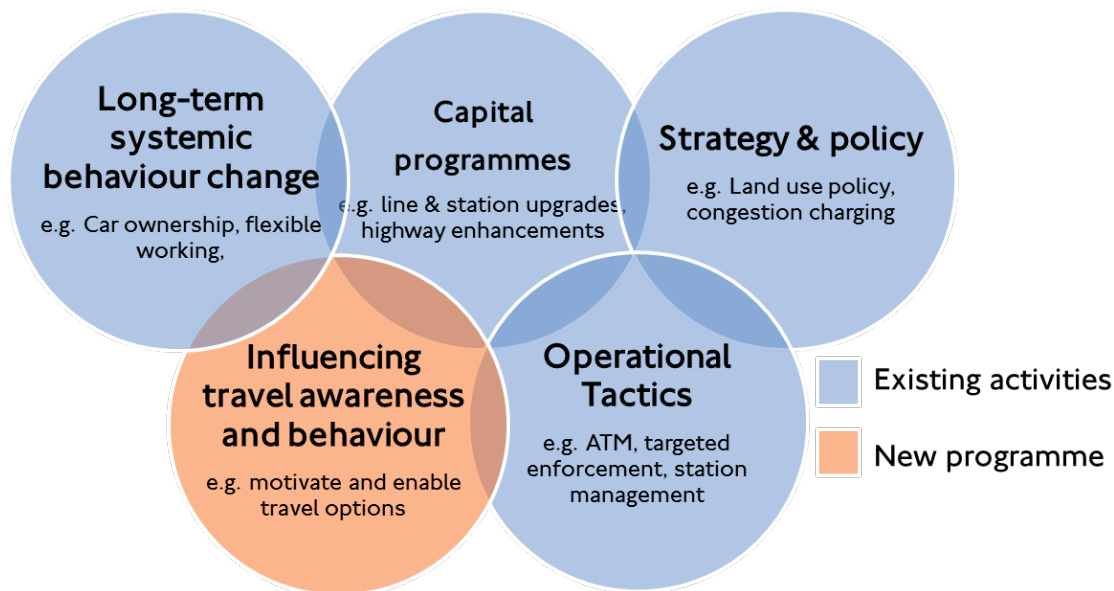 Long-term
systemic
behaviour change
e.g. Car ownership, flexible
working,
Capital
programmes
e.g. line & station upgrades,
highway enhancements
Strategy & policy
e.g. Land use policy,
congestion charging
Influencing
travel awareness
and behaviour
e.g. motivate and enable
travel options
Operational
Tactics
e.g. ATM, targeted
enforcement, station
management
Existing activities
New programme